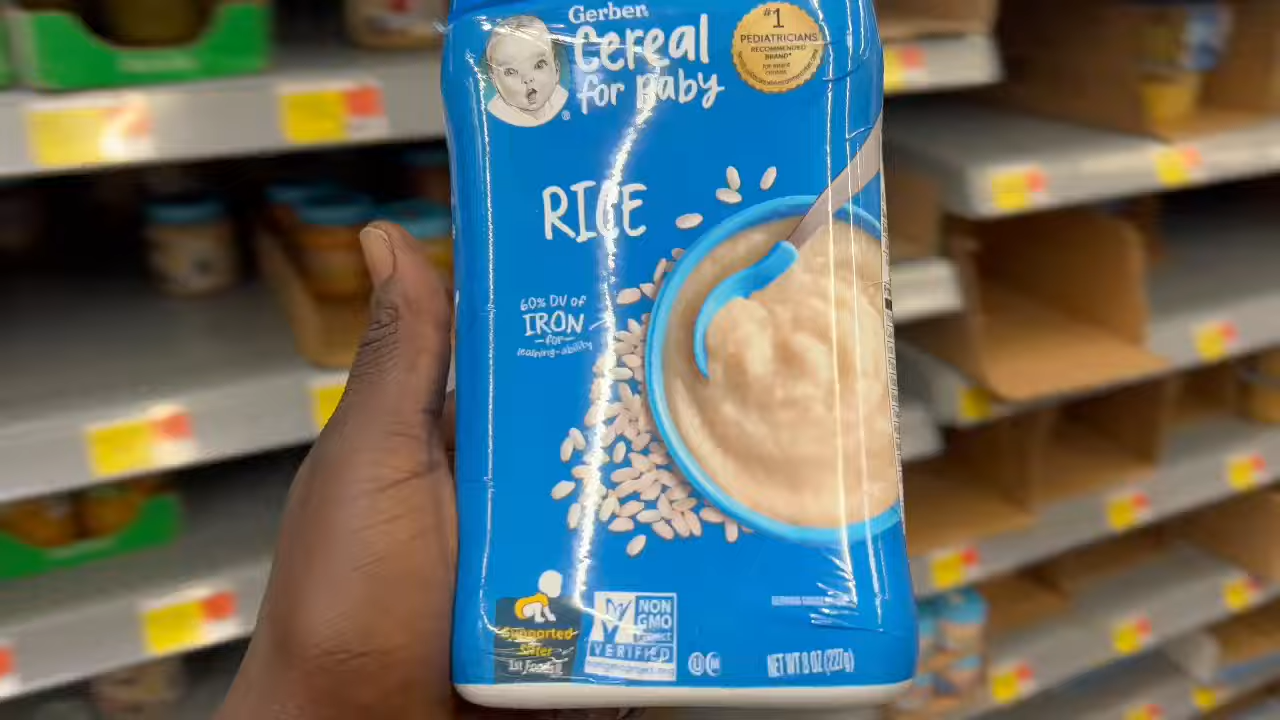 Gerber
Cereal
for Baby
#1
PEDIATRICIANS
RECOMMENDED
BRAND*
RICE
60% DV of
IRON
for
learning-ability
Supported
Sitter
1st Foods
NON
GMO
Project
VERIFIED
NET WT 8 OZ (227g)